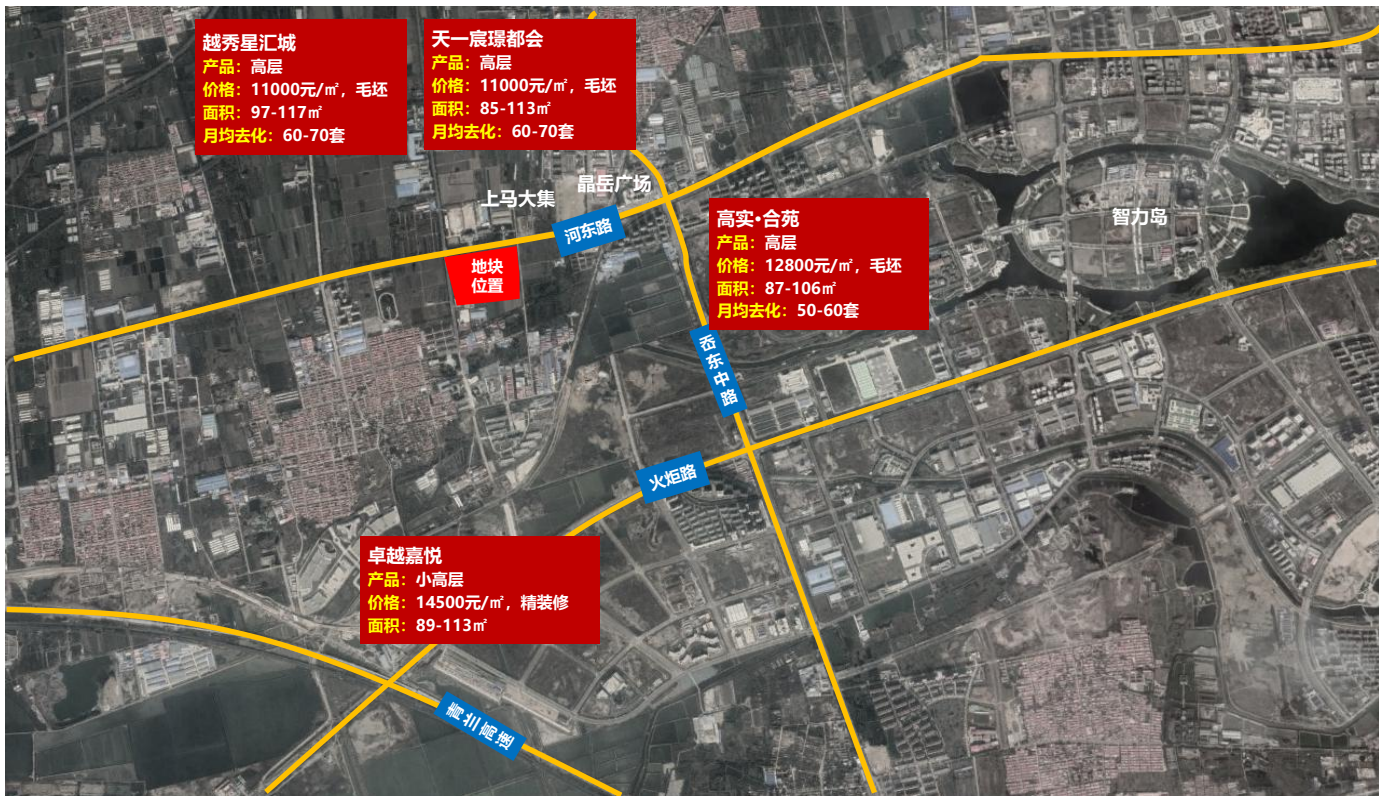 越秀星汇城
产品：高层
价格：11000元/㎡，毛坯
面积：97-117㎡
月均去化：60-70套
天一宸璟都会
产品：高层
价格：11000元/㎡，毛坯
面积：85-113㎡
月均去化：60-70套
上马大集
晶岳广场
河东路
地块
位置
高实•合苑
产品：高层
价格：12800元/㎡，毛坯
面积：87-106㎡
月均去化：50-60套
智力岛
岙东中路
火炬路
卓越嘉悦
产品：小高层
价格：14500元/㎡，精装修
面积：89-113㎡
青兰高速